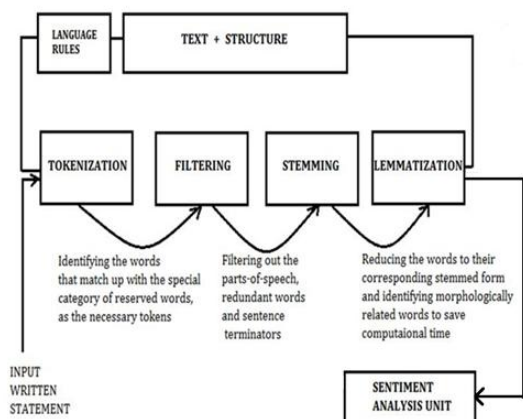 LANGUAGE
RULES
TEXT + STRUCTURE
TOKENIZATION
FILTERING
STEMMING
LEMMATIZATION
Identifying the words
that match up with the special
category of reserved words,
as the necessary tokens
Filtering out the
parts-of-speech,
redundant words
and sentence
terminators
Reducing the words to their
corresponding stemmed form
and identifying morphologically
related words to save
computaional time
INPUT
WRITTEN
STATEMENT
SENTIMENT
ANALYSIS UNIT